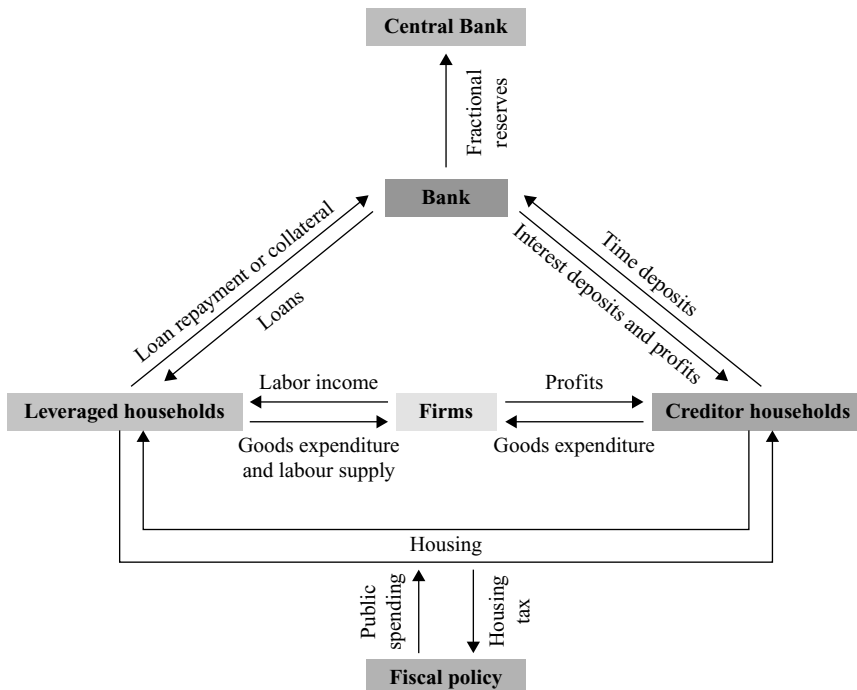 Central Bank
Fractional
reserves
Bank
Loan repayment or collateral
Loans
Time deposits
Interest deposits and profits
Labor income
Profits
Leveraged households
Firms
Creditor households
Goods expenditure
and labour supply
Goods expenditure
Housing
Public
spending
Housing
tax
Fiscal policy